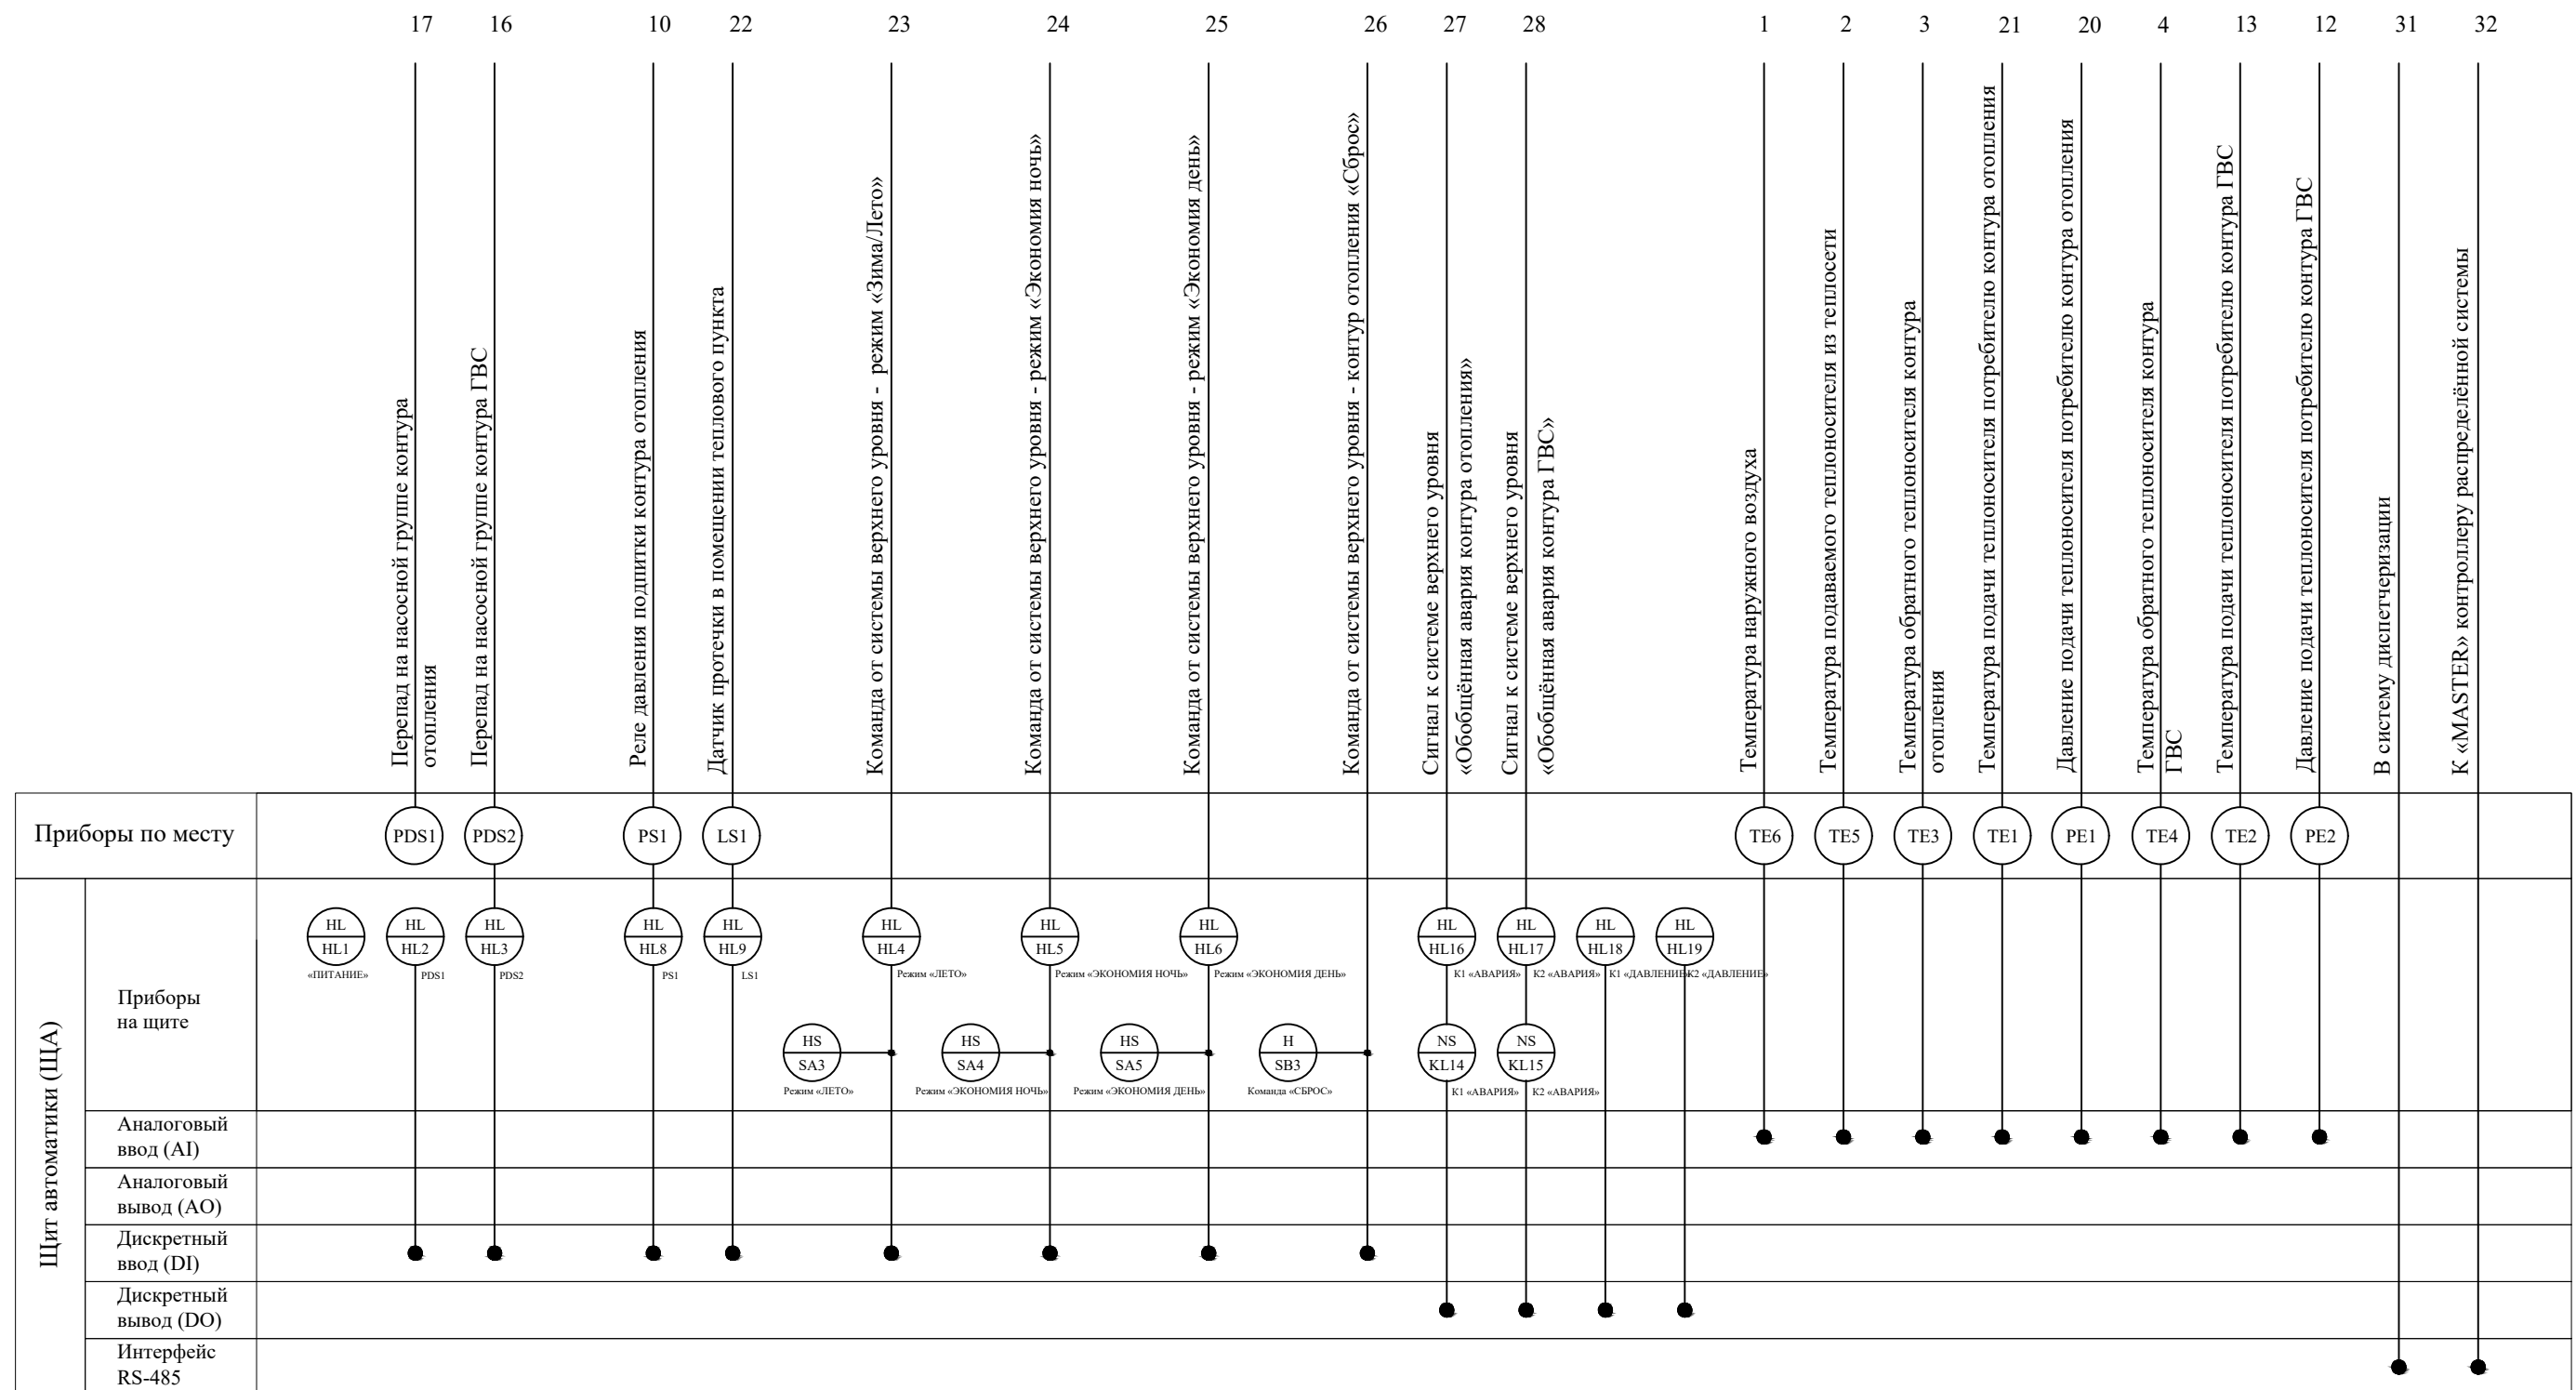 17
16
10
22
23
24
25
26
27
28
1
2
3
21
20
4
13
12
31
32
Перепад на насосной группе контура
отопления
Перепад на насосной группе контура ГВС
Реле давления подпитки контура отопления
Датчик протечки в помещении теплового пункта
Команда от системы верхнего уровня - режим «Зима/Лето»
Команда от системы верхнего уровня - режим «Экономия ночь»
Команда от системы верхнего уровня - режим «Экономия день»
Команда от системы верхнего уровня - контур отопления «Сброс»
Сигнал к системе верхнего уровня
«Обобщённая авария контура отопления»
Сигнал к системе верхнего уровня
«Обобщённая авария контура ГВС»
Температура наружного воздуха
Температура подаваемого теплоносителя из теплосети
Температура обратного теплоносителя контура
отопления
Температура подачи теплоносителя потребителю контура отопления
Давление подачи теплоносителя потребителю контура отопления
Температура обратного теплоносителя контура
ГВС
Температура подачи теплоносителя потребителю контура ГВС
Давление подачи теплоносителя потребителю контура ГВС
В систему диспетчеризации
К «MASTER» контроллеру распределённой системы
Приборы по месту
PDS1
PDS2
PS1
LS1
TE6
TE5
TE3
TE1
PE1
TE4
TE2
PE2
Щит автоматики (ЩА)
Приборы
на щите
HL
HL1
«ПИТАНИЕ»
HL
HL2
PDS1
HL
HL3
PDS2
HL
HL8
PS1
HL
HL9
LS1
HL
HL4
Режим «ЛЕТО»
HL
HL5
Режим «ЭКОНОМИЯ НОЧЬ»
HL
HL6
Режим «ЭКОНОМИЯ ДЕНЬ»
HL
HL16
К1 «АВАРИЯ»
HL
HL17
К2 «АВАРИЯ»
HL
HL18
К1 «ДАВЛЕНИЕ»
HL
HL19
К2 «ДАВЛЕНИЕ»
HS
SA3
Режим «ЛЕТО»
HS
SA4
Режим «ЭКОНОМИЯ НОЧЬ»
HS
SA5
Режим «ЭКОНОМИЯ ДЕНЬ»
H
SB3
Команда «СБРОС»
NS
KL14
К1 «АВАРИЯ»
NS
KL15
К2 «АВАРИЯ»
Аналоговый
ввод (AI)
Аналоговый
вывод (AO)
Дискретный
ввод (DI)
Дискретный
вывод (DO)
Интерфейс
RS-485